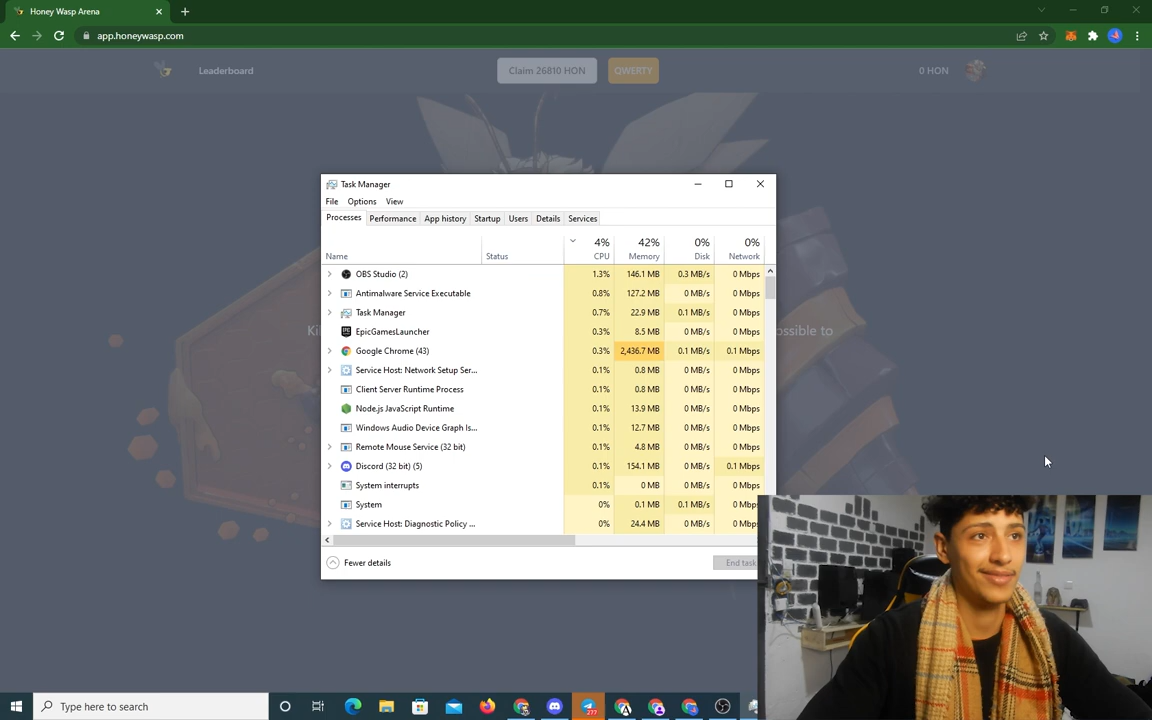 Honey Wasp Arena
app.honeywasp.com
Leaderboard
Claim 26810 HON
QWERTY
0 HON
Task Manager
File Options View
Processes Performance App history Startup Users Details Services
4% 42% 0% 0%
Name Status CPU Memory Disk Network
OBS Studio (2) 1.3% 146.1 MB 0.3 MB/s 0 Mbps
Antimalware Service Executable 0.8% 127.2 MB 0 MB/s 0 Mbps
Task Manager 0.7% 22.9 MB 0.1 MB/s 0 Mbps
EpicGamesLauncher 0.3% 8.5 MB 0 MB/s 0 Mbps
Google Chrome (43) 0.3% 2,436.7 MB 0.1 MB/s 0.1 Mbps
Service Host: Network Setup Ser... 0.1% 0.8 MB 0 MB/s 0 Mbps
Client Server Runtime Process 0.1% 0.8 MB 0 MB/s 0 Mbps
Node.js JavaScript Runtime 0.1% 13.9 MB 0 MB/s 0 Mbps
Windows Audio Device Graph Is... 0.1% 12.7 MB 0 MB/s 0 Mbps
Remote Mouse Service (32 bit) 0.1% 4.8 MB 0 MB/s 0 Mbps
Discord (32 bit) (5) 0.1% 154.1 MB 0 MB/s 0.1 Mbps
System interrupts 0.1% 0 MB 0 MB/s 0 Mbps
System 0% 0.1 MB 0.1 MB/s 0 Mbps
Service Host: Diagnostic Policy ... 0% 24.4 MB 0 MB/s 0 Mbps
Fewer details
End task
Ki
ossible to
Type here to search
277